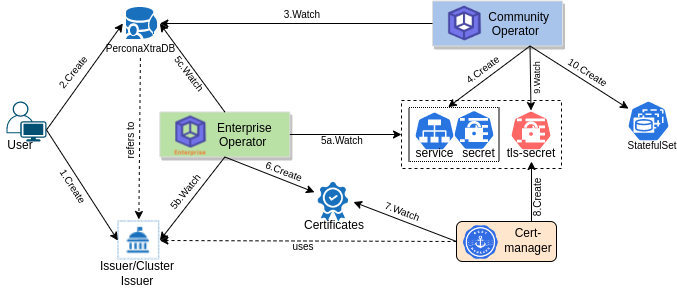 3.Watch
Community
Operator
PerconaXtraDB
2.Create
5c.Watch
4.Create
9.Watch
10.Create
User
refers to
Enterprise
Enterprise
Operator
5a.Watch
service
secret
tls-secret
StatefulSet
1.Create
5b.Watch
6.Create
Certificates
7.Watch
8.Create
Cert-
manager
uses
Issuer/Cluster
Issuer